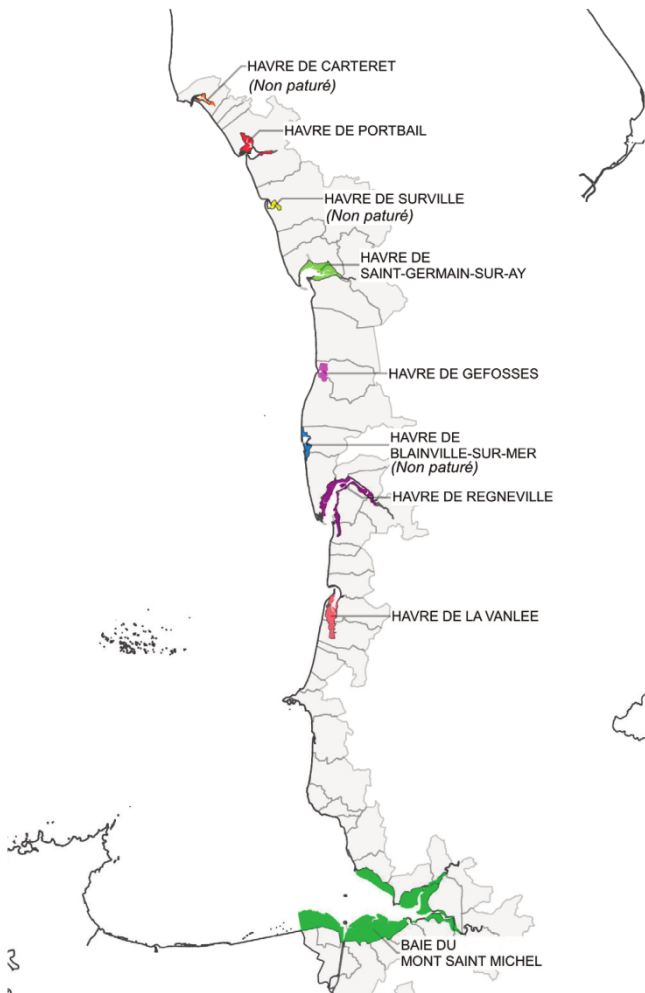 HAVRE DE CARTERET
(Non paturé)
HAVRE DE PORTBAIL
HAVRE DE SURVILLE
(Non paturé)
HAVRE DE
SAINT-GERMAIN-SUR-AY
HAVRE DE GEFOSSES
HAVRE DE
BLAINVILLE-SUR-MER
(Non paturé)
HAVRE DE REGNEVILLE
HAVRE DE LA VANLEE
BAIE DU
MONT SAINT MICHEL